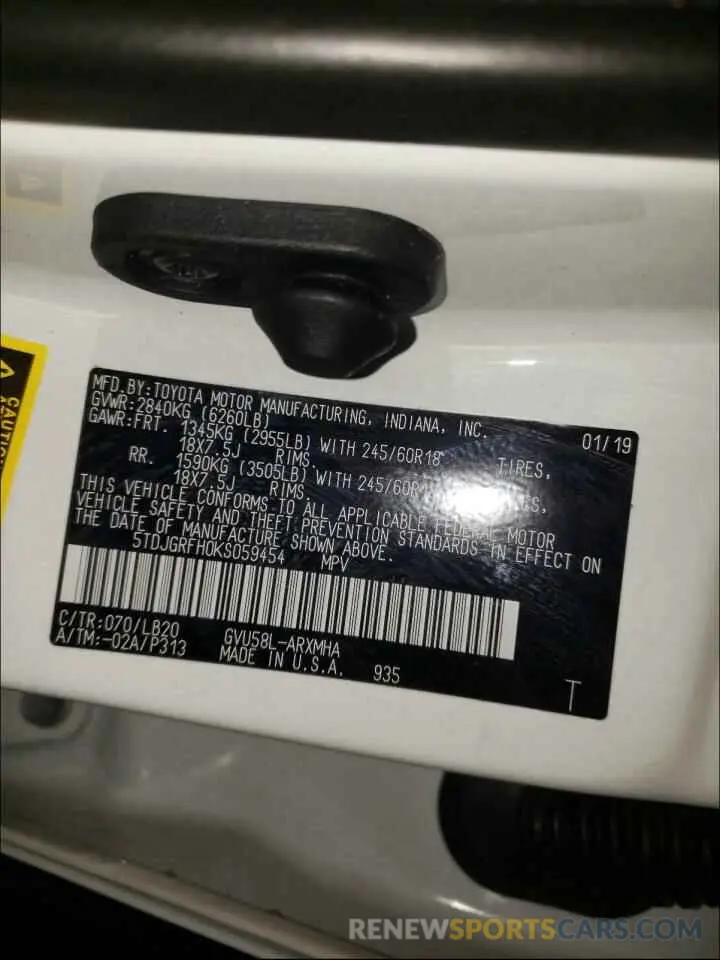 MFD.BY:TOYOTA MOTOR MANUFACTURING, INDIANA, INC. 01/19
GVWR:2840KG (6260LB)
GAWR:FRT. 1345KG (2955LB) WITH 245/60R18 TIRES,
18X7.5J RIMS.
RR. 1590KG (3505LB) WITH 245/60R
18X7.5J RIMS.
THIS VEHICLE CONFORMS TO ALL APPLICABLE FEDERAL MOTOR
VEHICLE SAFETY AND THEFT PREVENTION STANDARDS IN EFFECT ON
THE DATE OF MANUFACTURE SHOWN ABOVE.
5TDJGRFH0KS059454 MPV
C/TR:070/LB20 GVU58L-ARXMHA
A/TM:-02A/P313 MADE IN U.S.A. 935
T
CAUTION
RENEWSPORTSCARS.COM